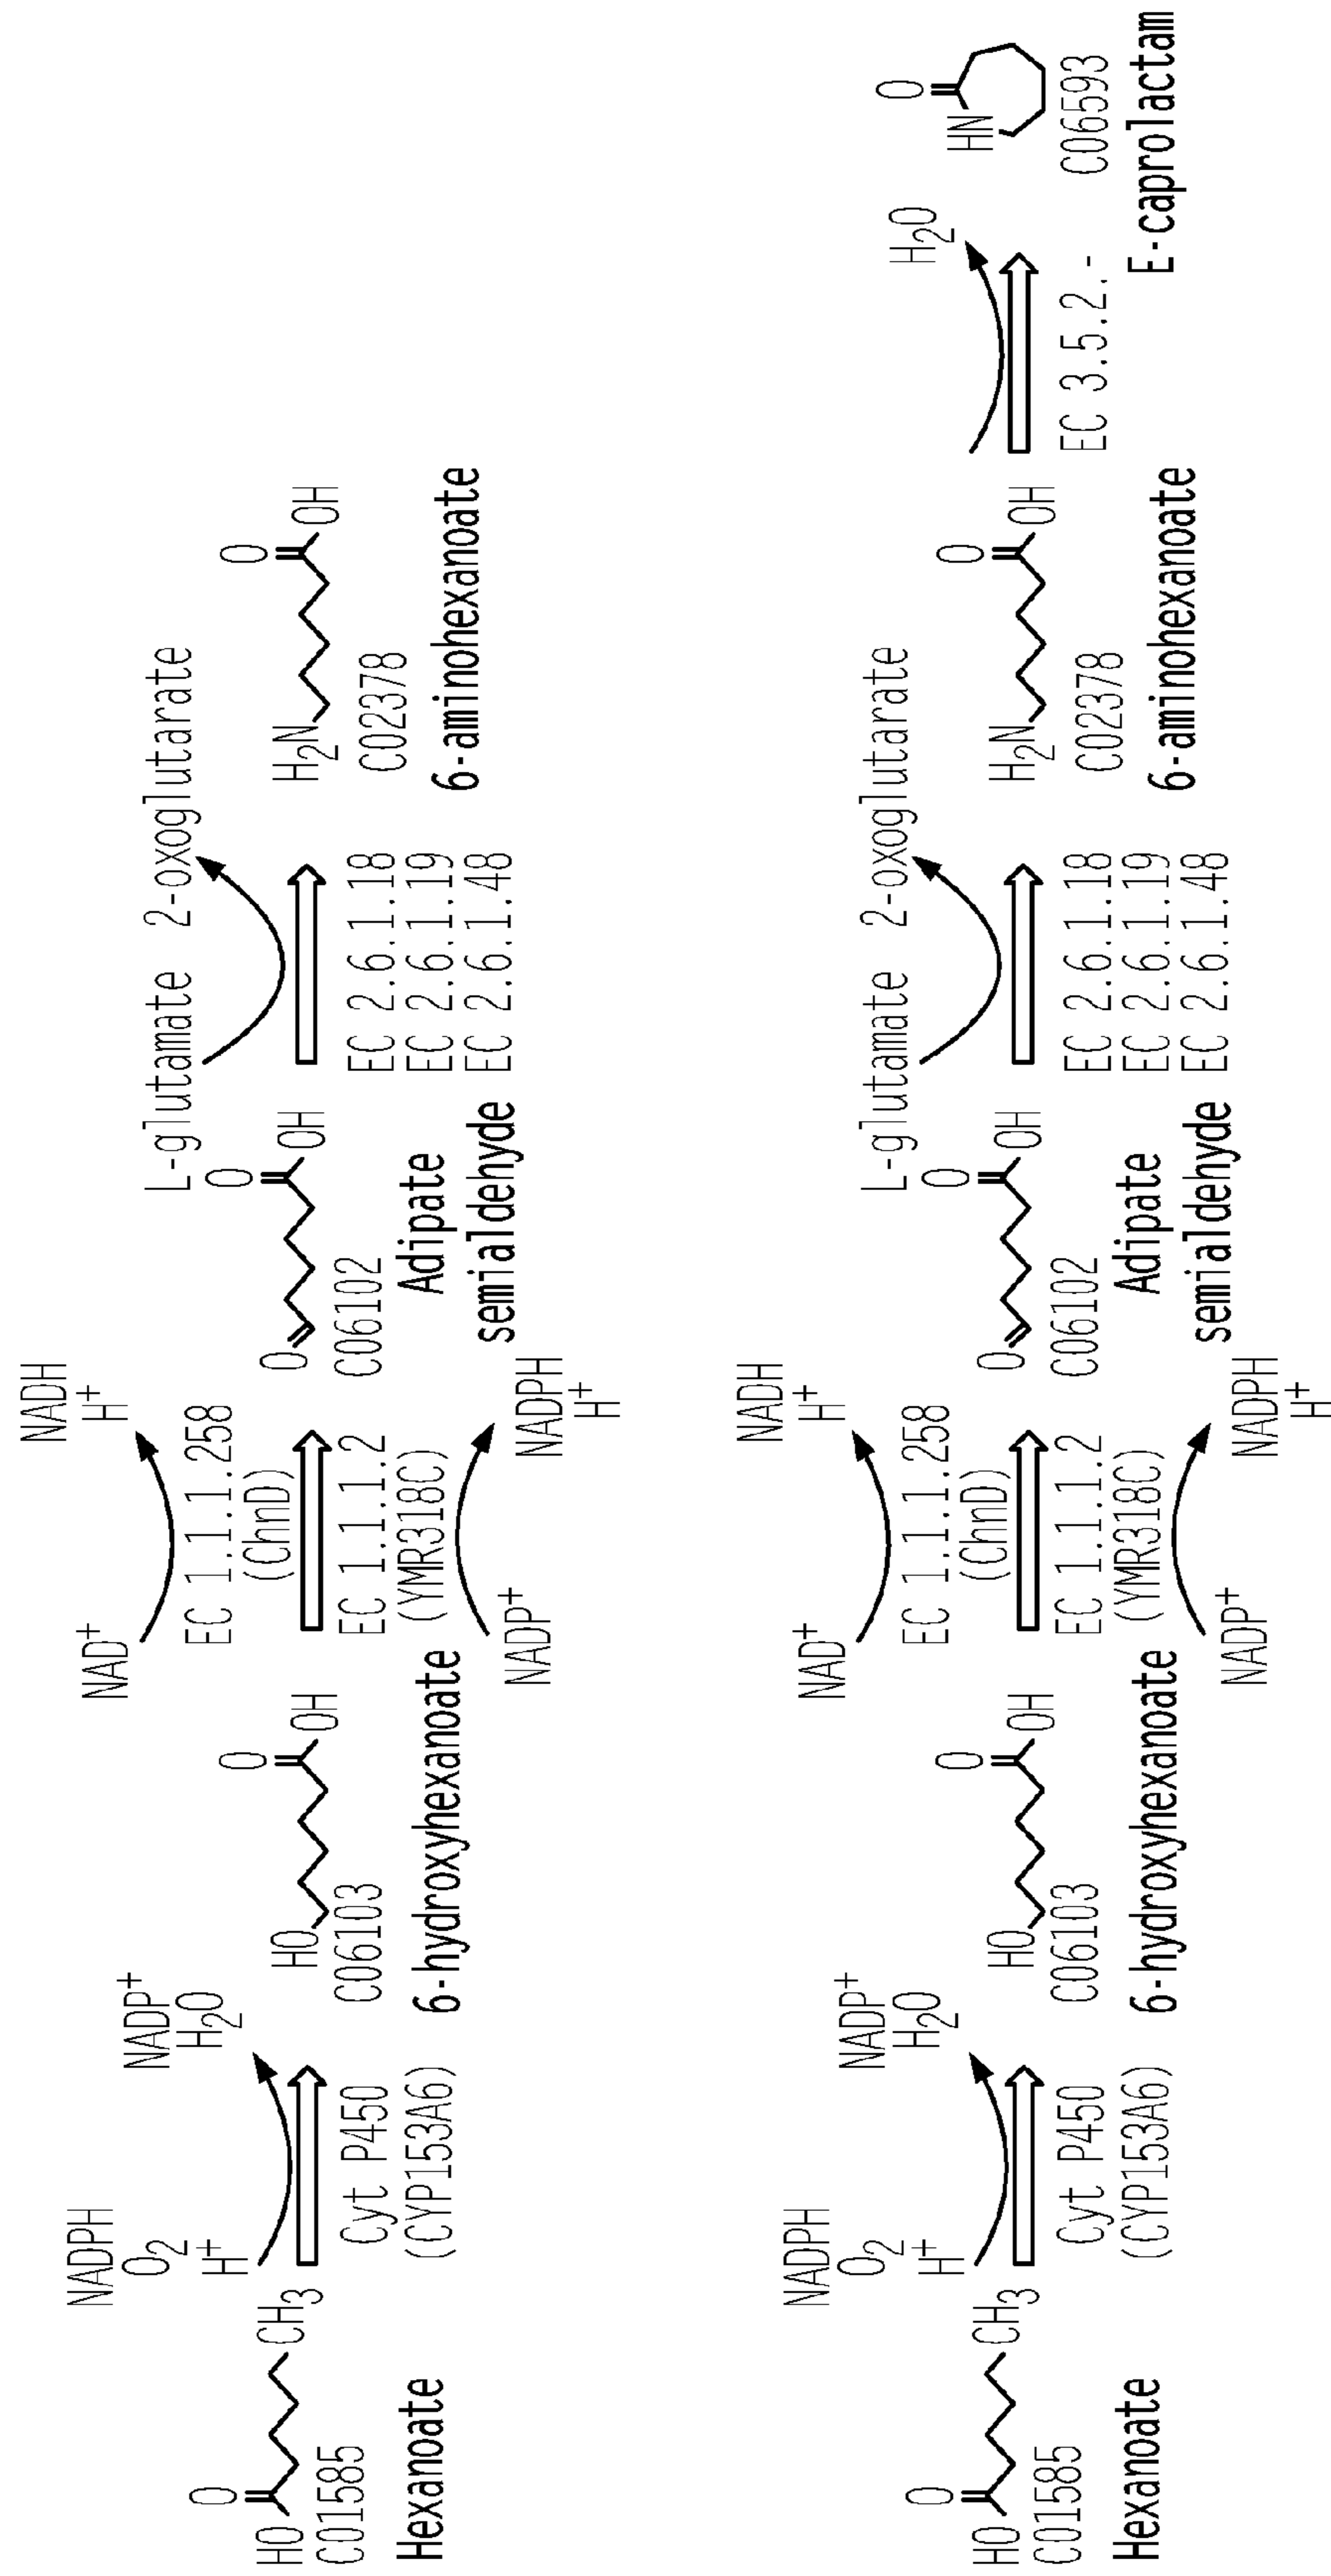 NADPH
O2
H+
NADP+
H2O
HO
O
CH3
C01585
Hexanoate
Cyt P450
(CYP153A6)
HO
O
OH
C06103
6-hydroxyhexanoate
NAD+
NADH
H+
EC 1.1.1.258
(ChnD)
EC 1.1.1.2
(YMR318C)
NADP+
NADPH
H+
O
O
OH
C06102
Adipate
semialdehyde
L-glutamate 2-oxoglutarate
EC 2.6.1.18
EC 2.6.1.19
EC 2.6.1.48
H2N
O
OH
C02378
6-aminohexanoate
NADPH
O2
H+
NADP+
H2O
HO
O
CH3
C01585
Hexanoate
Cyt P450
(CYP153A6)
HO
O
OH
C06103
6-hydroxyhexanoate
NAD+
NADH
H+
EC 1.1.1.258
(ChnD)
EC 1.1.1.2
(YMR318C)
NADP+
NADPH
H+
O
O
OH
C06102
Adipate
semialdehyde
L-glutamate 2-oxoglutarate
EC 2.6.1.18
EC 2.6.1.19
EC 2.6.1.48
H2N
O
OH
C02378
6-aminohexanoate
H2O
EC 3.5.2.-
O
HN
C06593
E-caprolactam